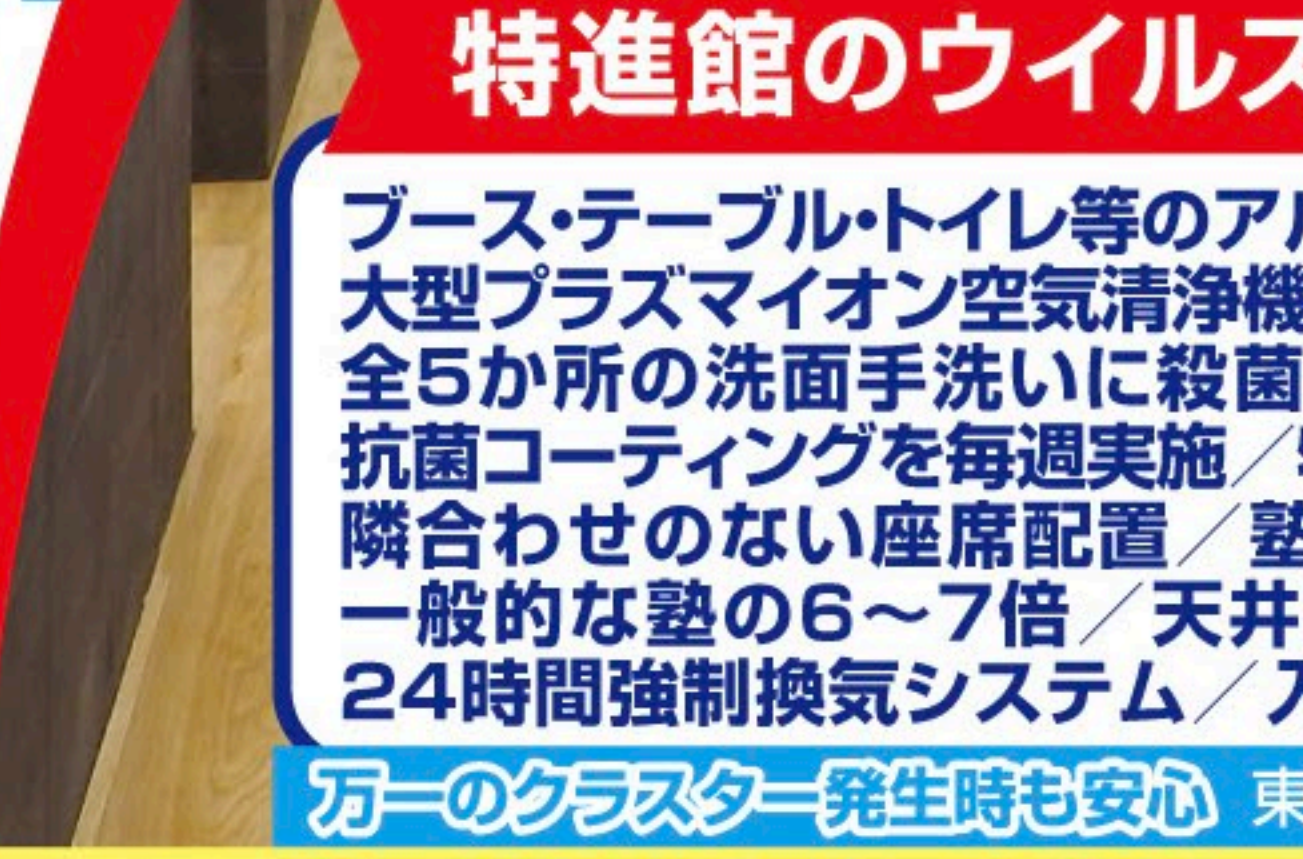 特進館のウイルス
ブース・テーブル・トイレ等のアル
大型プラズマイオン空気清浄機
全5か所の洗面手洗いに殺菌
抗菌コーティングを毎週実施／
隣合わせのない座席配置／塾
一般的な塾の6～7倍／天井
24時間強制換気システム／万
万一のクラスター発生時も安心 東